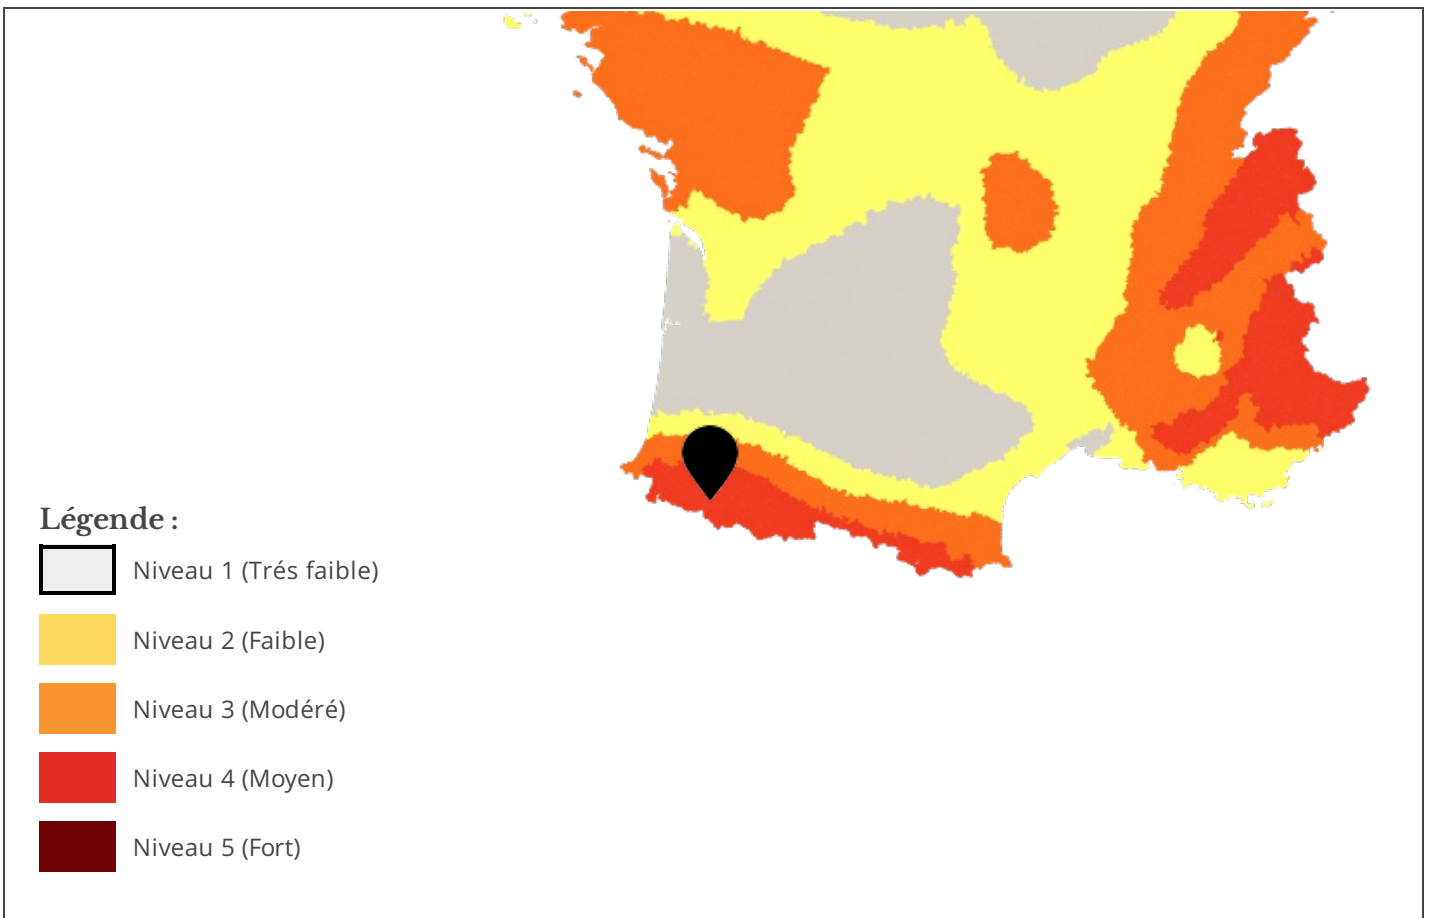 Légende :
Niveau 1 (Trés faible)
Niveau 2 (Faible)
Niveau 3 (Modéré)
Niveau 4 (Moyen)
Niveau 5 (Fort)